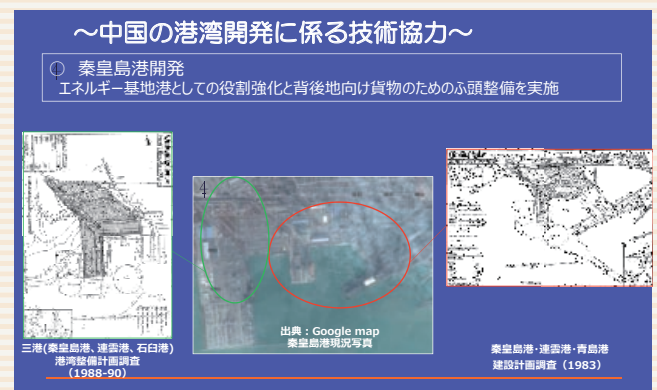 ～中国の港湾開発に係る技術協力～
① 秦皇島港開発
エネルギー基地港としての役割強化と背後地向け貨物のためのふ頭整備を実施
出典：Google map
秦皇島港現況写真
三港(秦皇島港、連雲港、石臼港)
港湾整備計画調査
（1988-90）
秦皇島港・連雲港・青島港
建設計画調査（1983）